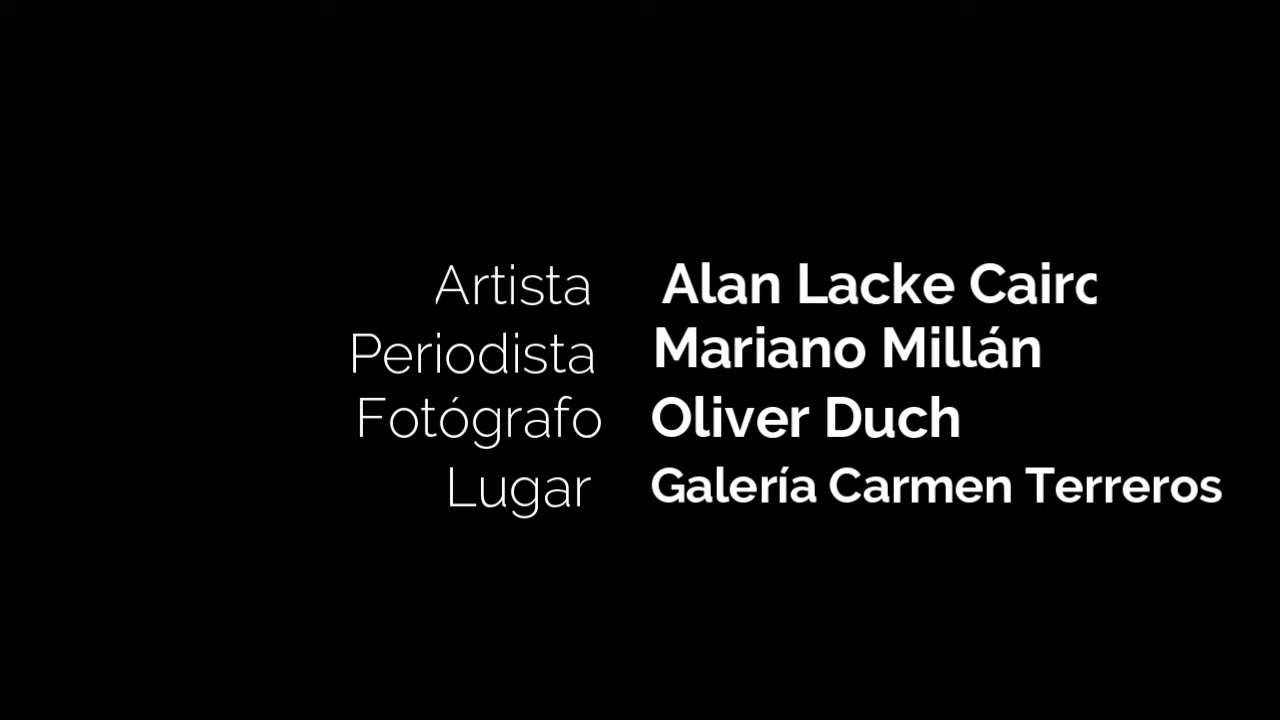 Artista Alan Lacke
Periodista Mariano Millán
Fotógrafo Oliver Duch
Lugar Galería Carmen Terreros